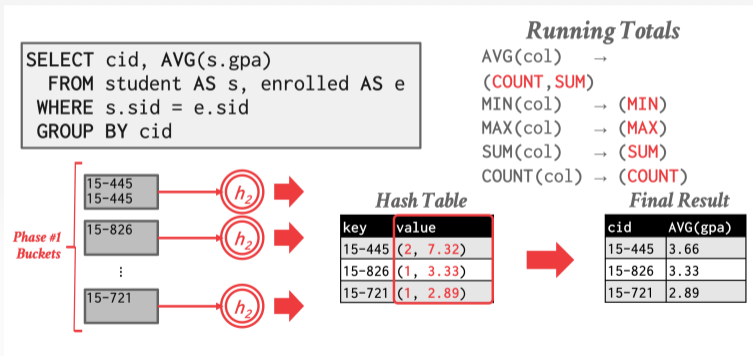 SELECT cid, AVG(s.gpa)
FROM student AS s, enrolled AS e
WHERE s.sid = e.sid
GROUP BY cid
Running Totals
AVG(col) →
(COUNT,SUM)
MIN(col) → (MIN)
MAX(col) → (MAX)
SUM(col) → (SUM)
COUNT(col) → (COUNT)
Phase #1
Buckets
15-445
15-445
h2
15-826
h2
⋮
15-721
h2
Hash Table
key value
15-445 (2, 7.32)
15-826 (1, 3.33)
15-721 (1, 2.89)
Final Result
cid AVG(gpa)
15-445 3.66
15-826 3.33
15-721 2.89